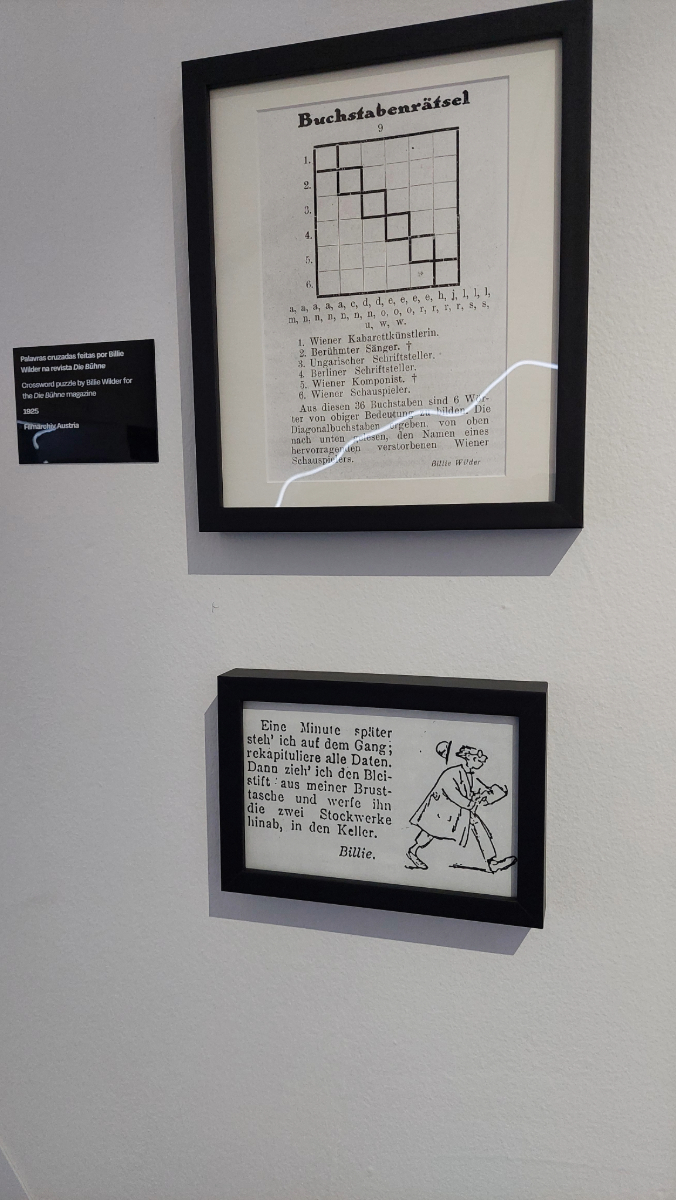 Palavras cruzadas feitas por Billie
Wilder na revista Die Bühne
Crossword puzzle by Billie Wilder for
the Die Bühne magazine
1925
Filmarchiv Austria
Buchstabenrätsel
9
1.
2.
3.
4.
5.
6.
a, a, a, a, a, c, d, d, e, e, e, e, h, j, l, l, l,
m, n, n, n, n, n, o, o, o, r, r, r, r, s, s,
u, w, w.
1. Wiener Kabarettkünstlerin.
2. Berühmter Sänger. †
3. Ungarischer Schriftsteller.
4. Berliner Schriftsteller.
5. Wiener Komponist. †
6. Wiener Schauspieler.
Aus diesen 36 Buchstaben sind 6 Wör-
ter von obiger Bedeutung zu bilden. Die
Diagonalbuchstaben ergeben, von oben
nach unten gelesen, den Namen eines
hervorragenden verstorbenen Wiener
Schauspielers.
Billie Wilder
Eine Minute später
steh' ich auf dem Gang;
rekapituliere alle Daten.
Dann zieh' ich den Blei-
stift aus meiner Brust-
tasche und werfe ihn
die zwei Stockwerke
hinab, in den Keller.
Billie.